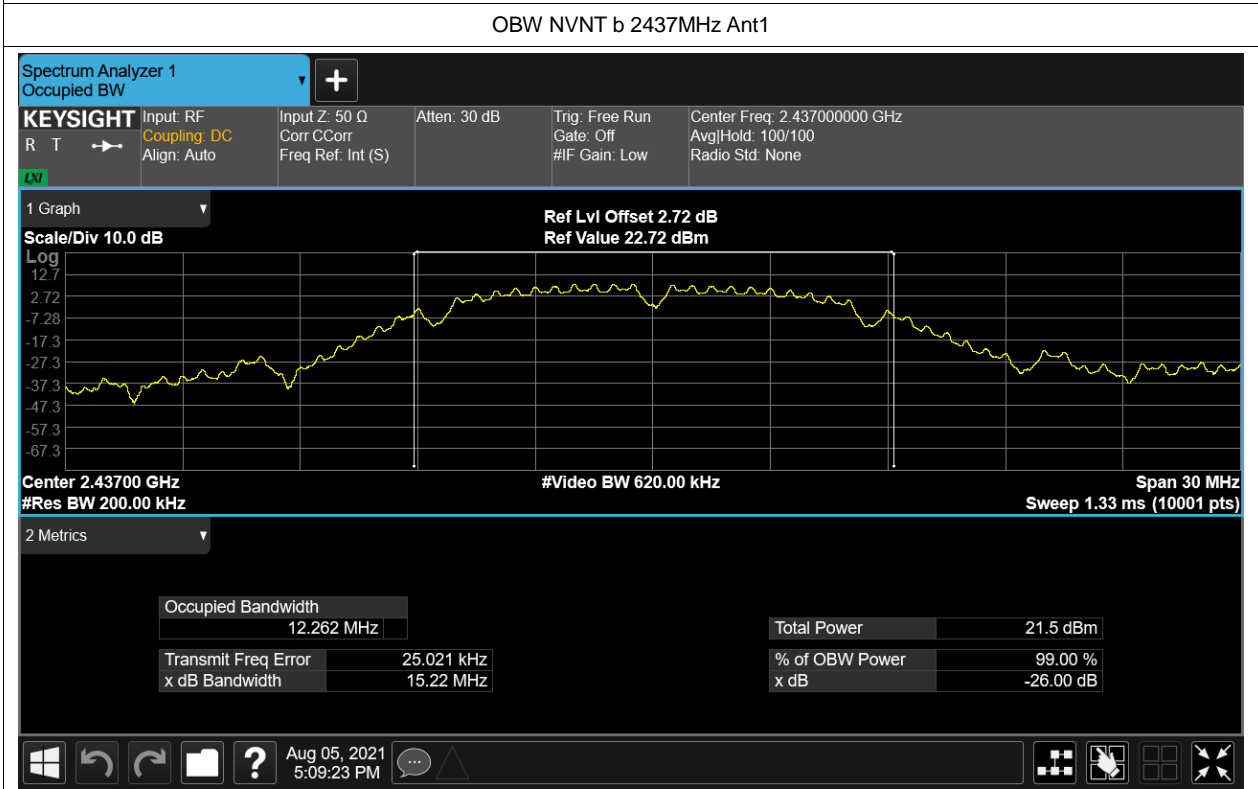 OBW NVNT b 2437MHz Ant1
Spectrum Analyzer 1
Occupied BW
KEYSIGHT
R T
LXI
Input: RF
Coupling: DC
Align: Auto
Input Z: 50 Ω
Corr CCorr
Freq Ref: Int (S)
Atten: 30 dB
Trig: Free Run
Gate: Off
#IF Gain: Low
Center Freq: 2.437000000 GHz
Avg|Hold: 100/100
Radio Std: None
1 Graph
Scale/Div 10.0 dB
Ref Lvl Offset 2.72 dB
Ref Value 22.72 dBm
Log
12.7
2.72
-7.28
-17.3
-27.3
-37.3
-47.3
-57.3
-67.3
Center 2.43700 GHz
#Res BW 200.00 kHz
#Video BW 620.00 kHz
Span 30 MHz
Sweep 1.33 ms (10001 pts)
2 Metrics
Occupied Bandwidth
12.262 MHz
Transmit Freq Error 25.021 kHz
x dB Bandwidth 15.22 MHz
Total Power 21.5 dBm
% of OBW Power 99.00 %
x dB -26.00 dB
?
Aug 05, 2021
5:09:23 PM